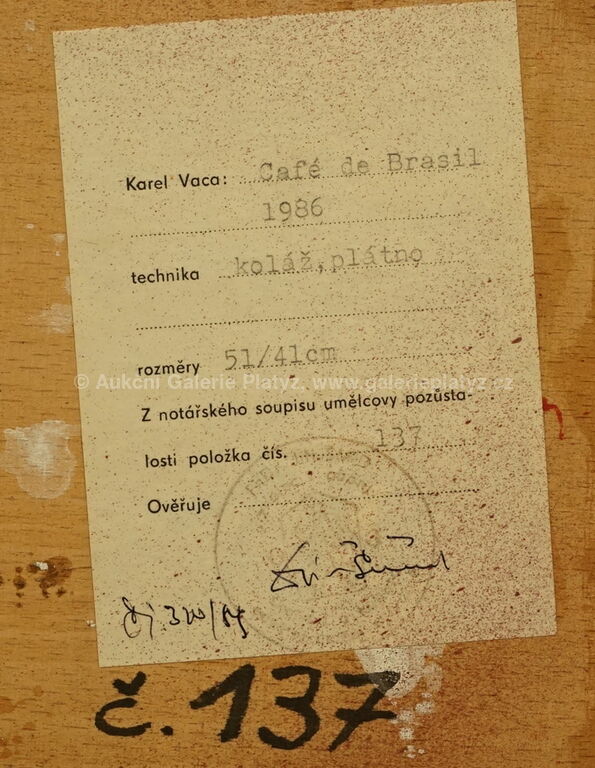 Karel Vaca: Café de Brasil
1986
technika koláž,plátno
rozměry 51/41cm
© Aukční Galerie Platýz, www.galerieplatyz.cz
Z notářského soupisu umělcovy pozůsta-
losti položka čís. 137
Ověřuje
č.137